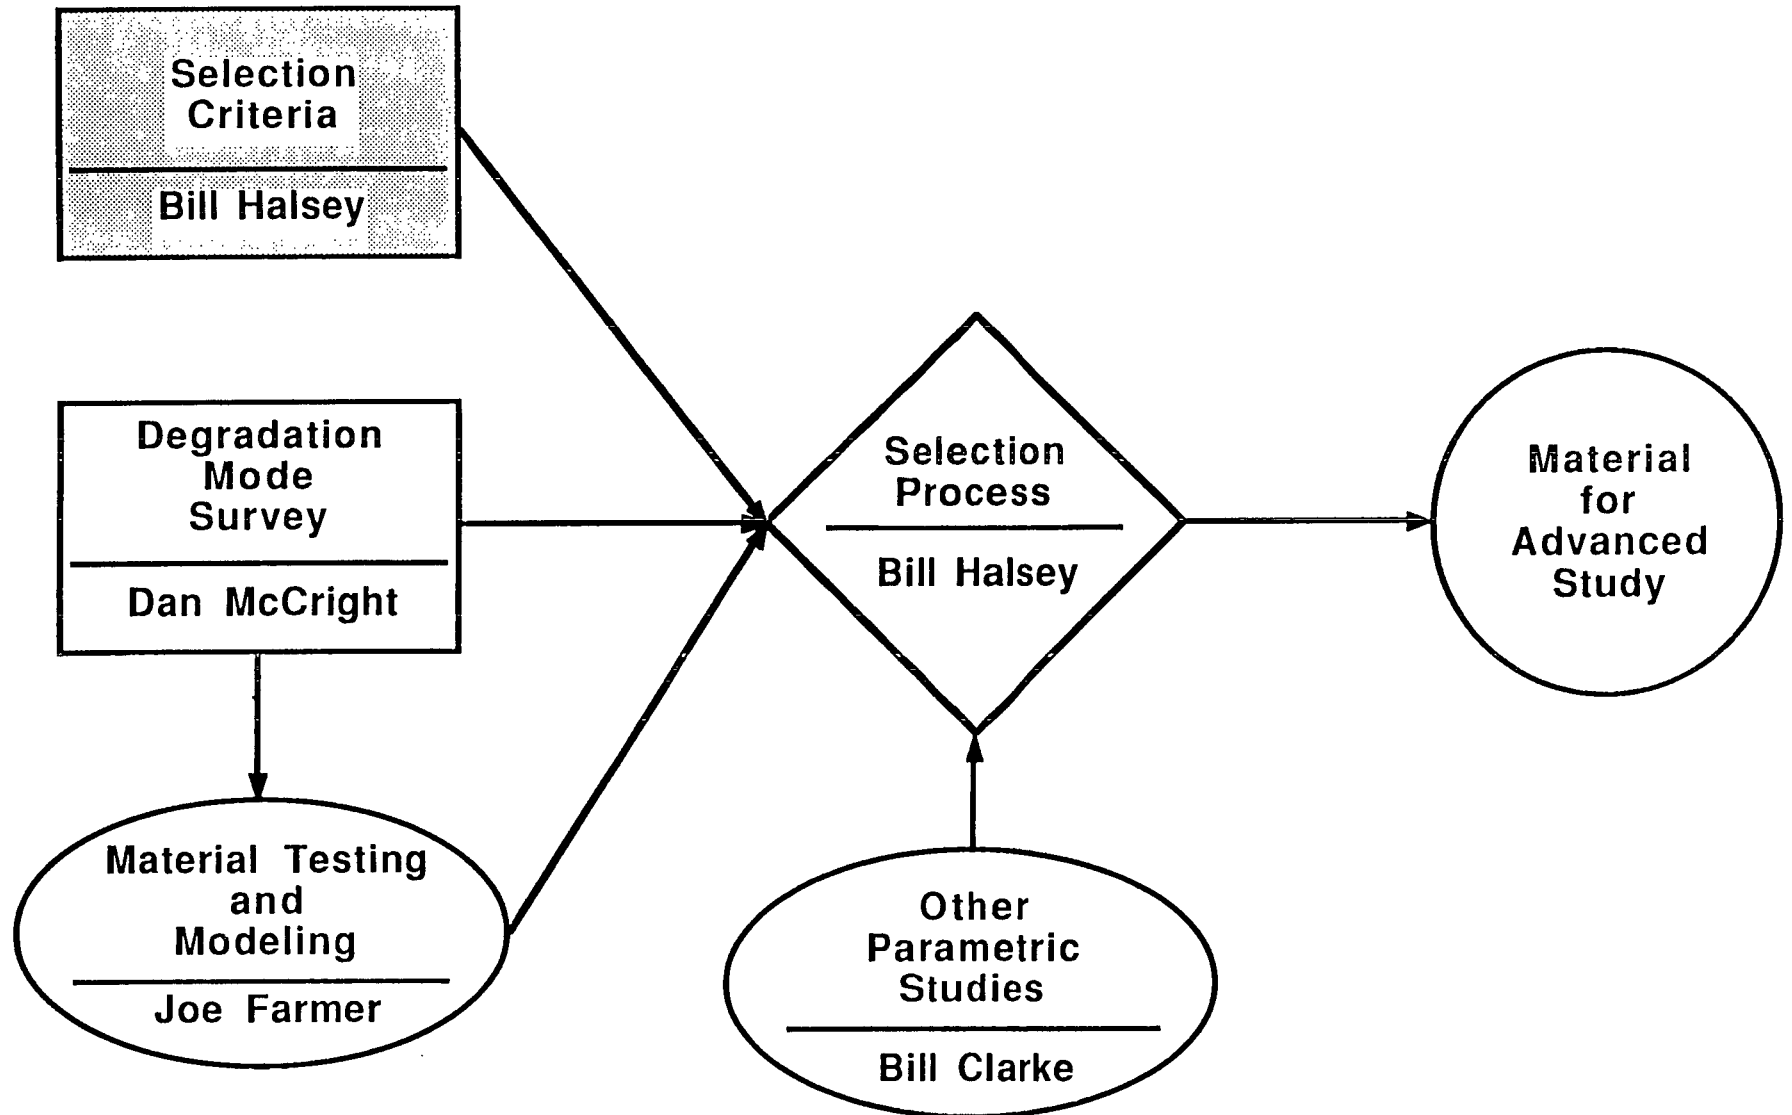 Selection
Criteria
Bill Halsey
Degradation
Mode
Survey
Dan McCright
Material Testing
and
Modeling
Joe Farmer
Selection
Process
Bill Halsey
Other
Parametric
Studies
Bill Clarke
Material
for
Advanced
Study